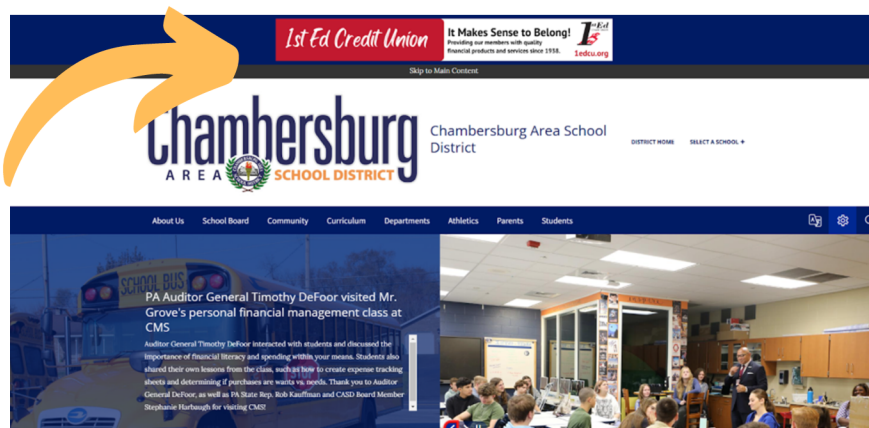 1st Ed Credit Union
It Makes Sense to Belong!
Providing our members with quality
financial products and services since 1938.
1st Ed
1edcu.org
Skip to Main Content
Chambersburg
AREA SCHOOL DISTRICT
Chambersburg Area School
District
DISTRICT HOME SELECT A SCHOOL +
About Us School Board Community Curriculum Departments Athletics Parents Students
SCHOOL BUS
PA Auditor General Timothy DeFoor visited Mr.
Grove's personal financial management class at
CMS
Auditor General Timothy DeFoor interacted with students and discussed the
importance of financial literacy and spending within your means. Students also
shared their own lessons from the class, such as how to create expense tracking
sheets and determining if purchases are wants vs. needs. Thank you to Auditor
General DeFoor, as well as PA State Rep. Rob Kauffman and CASD Board Member
Stephanie Harbaugh for visiting CMS!